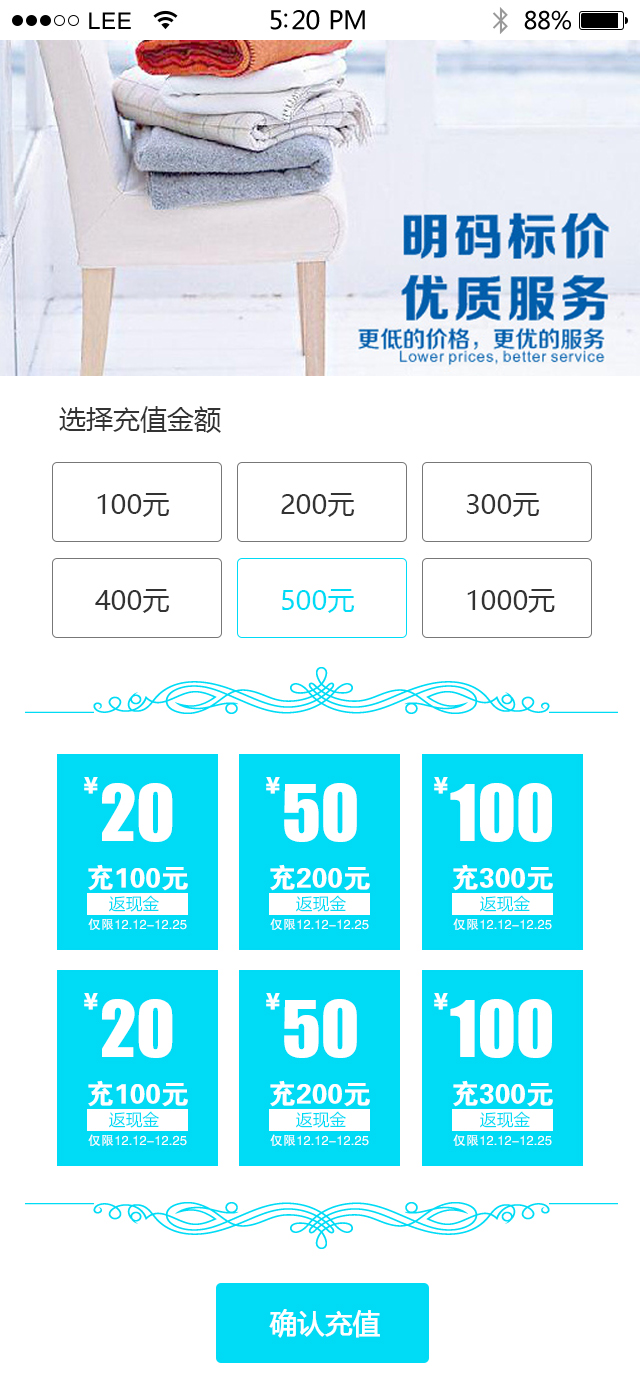 LEE 5:20 PM 88%
明码标价
优质服务
更低的价格，更优的服务
Lower prices, better service
选择充值金额
100元 200元 300元
400元 500元 1000元
¥20 ¥50 ¥100
充100元 充200元 充300元
返现金 返现金 返现金
仅限12.12-12.25 仅限12.12-12.25 仅限12.12-12.25
¥20 ¥50 ¥100
充100元 充200元 充300元
返现金 返现金 返现金
仅限12.12-12.25 仅限12.12-12.25 仅限12.12-12.25
确认充值